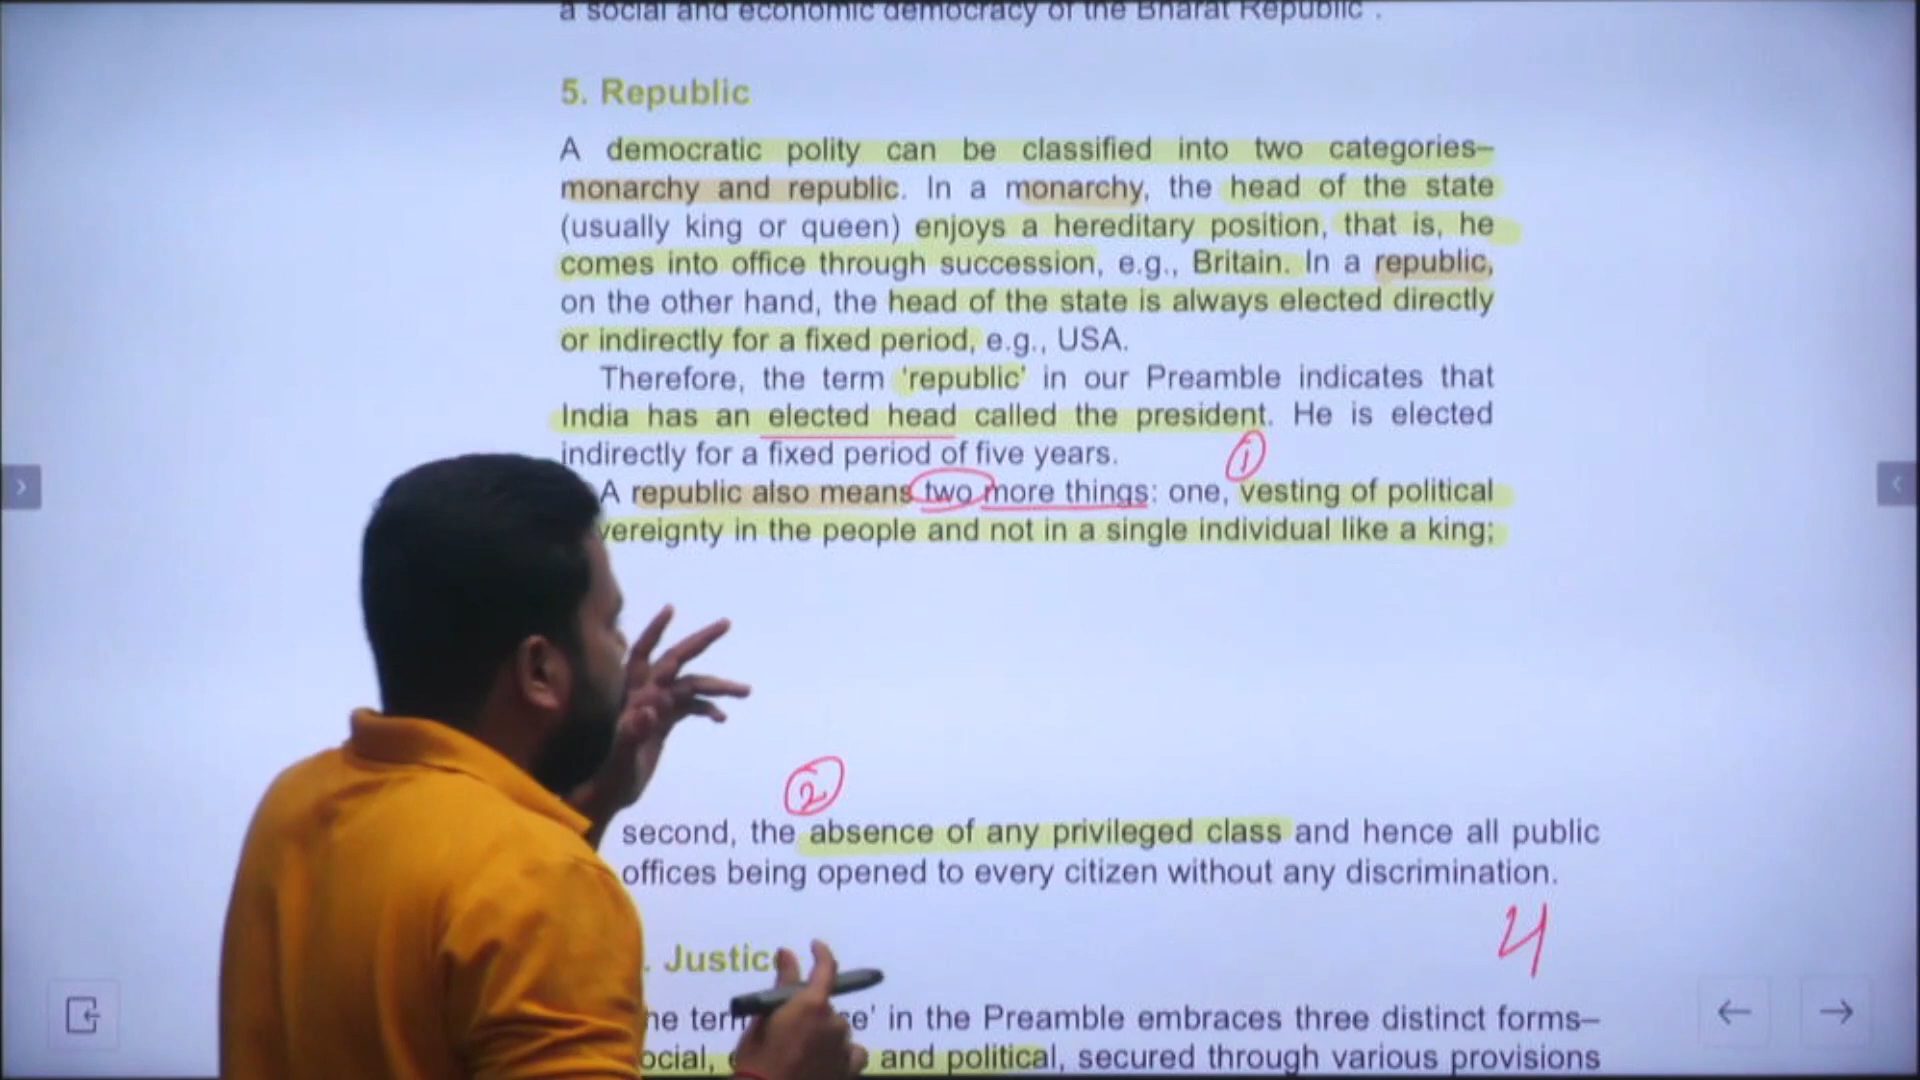 a social and economic democracy of the Bharat Republic'.
5. Republic
A democratic polity can be classified into two categories–
monarchy and republic. In a monarchy, the head of the state
(usually king or queen) enjoys a hereditary position, that is, he
comes into office through succession, e.g., Britain. In a republic,
on the other hand, the head of the state is always elected directly
or indirectly for a fixed period, e.g., USA.
Therefore, the term 'republic' in our Preamble indicates that
India has an elected head called the president. He is elected
indirectly for a fixed period of five years.
1
A republic also means two more things: one, vesting of political
vereignty in the people and not in a single individual like a king;
2
second, the absence of any privileged class and hence all public
offices being opened to every citizen without any discrimination.
4
. Justice
he term e' in the Preamble embraces three distinct forms–
ocial, and political, secured through various provisions